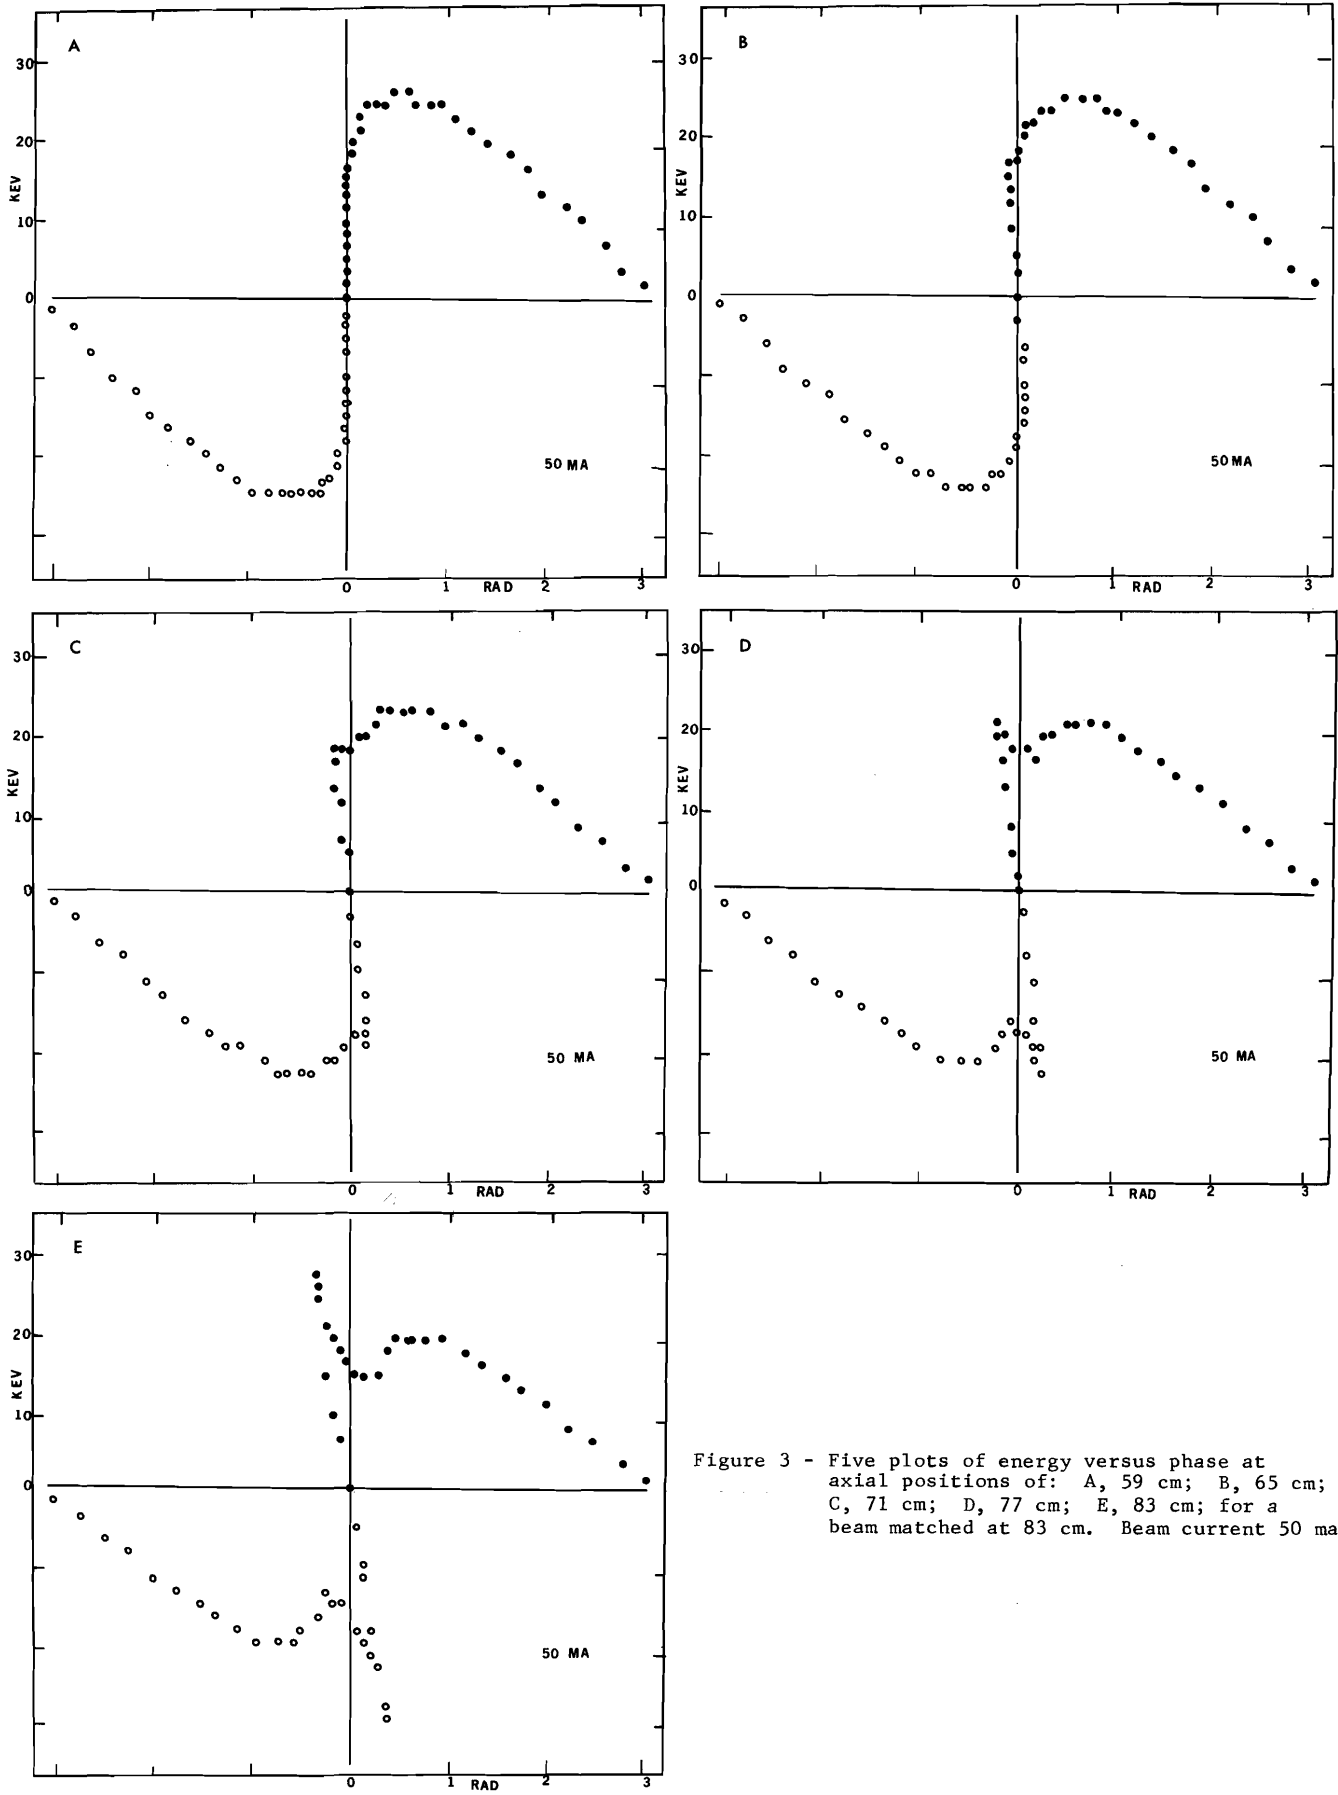 A
30
20
KEV
10
0
50 MA
0 1 RAD 2 3
B
30
20
KEV
10
0
50 MA
0 1 RAD 2 3
C
30
20
KEV
10
0
50 MA
0 1 RAD 2 3
D
30
20
KEV
10
0
50 MA
0 1 RAD 2 3
E
30
20
KEV
10
0
50 MA
0 1 RAD 2 3
Figure 3 - Five plots of energy versus phase at
axial positions of: A, 59 cm; B, 65 cm;
C, 71 cm; D, 77 cm; E, 83 cm; for a
beam matched at 83 cm. Beam current 50 ma